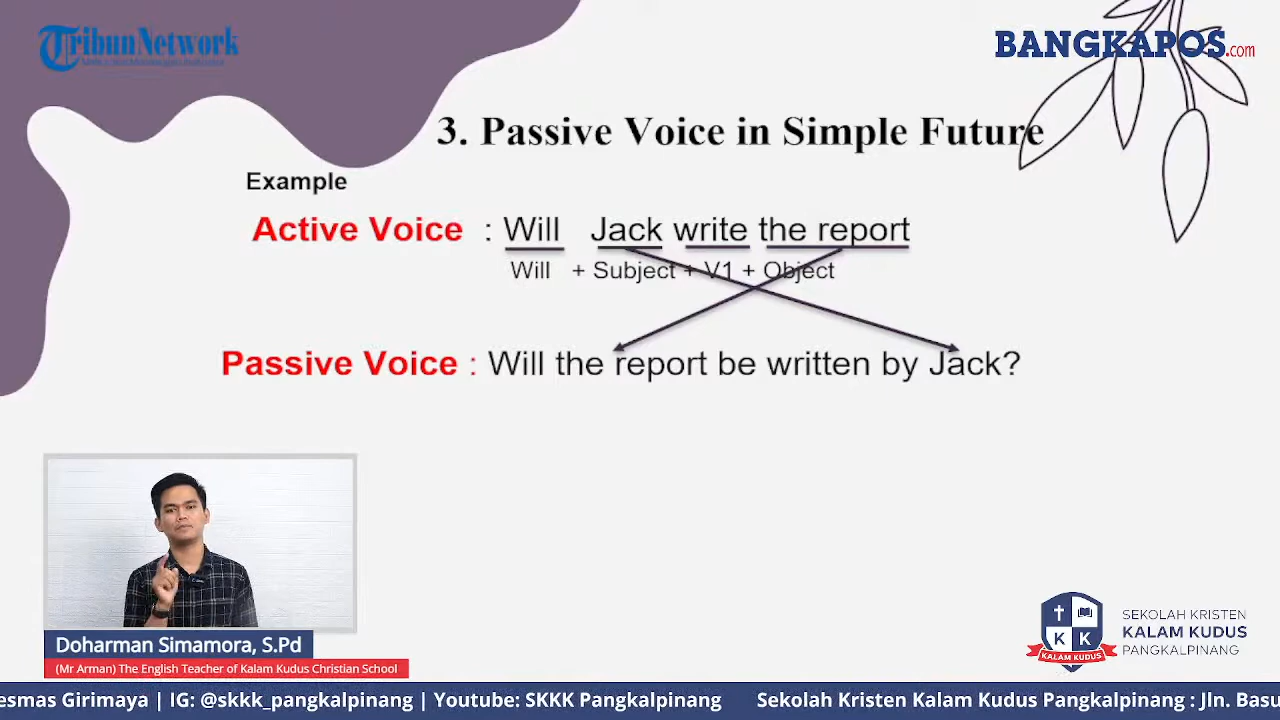 TribunNetwork
BANGKAPOS.com
3. Passive Voice in Simple Future
Example
Active Voice : Will Jack write the report
Will + Subject + V1 + Object
Passive Voice : Will the report be written by Jack?
Doharman Simamora, S.Pd
(Mr Arman) The English Teacher of Kalam Kudus Christian School
K K
KALAM KUDUS
SEKOLAH KRISTEN
KALAM KUDUS
PANGKALPINANG
esmas Girimaya | IG: @skkk_pangkalpinang | Youtube: SKKK Pangkalpinang Sekolah Kristen Kalam Kudus Pangkalpinang : Jln. Basu